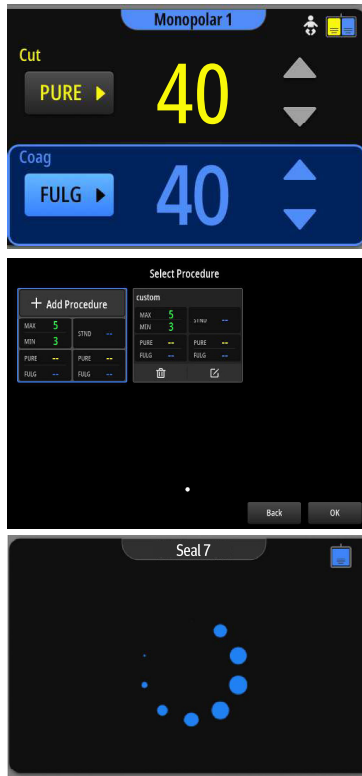 Monopolar 1
Cut
PURE
40
Coag
FULG
40
Select Procedure
+ Add Procedure
MAX 5
MIN 3
STND --
PURE -- PURE --
FULG -- FULG --
custom
MAX 5
MIN 3
STND --
PURE -- PURE --
FULG -- FULG --
Back OK
Seal 7